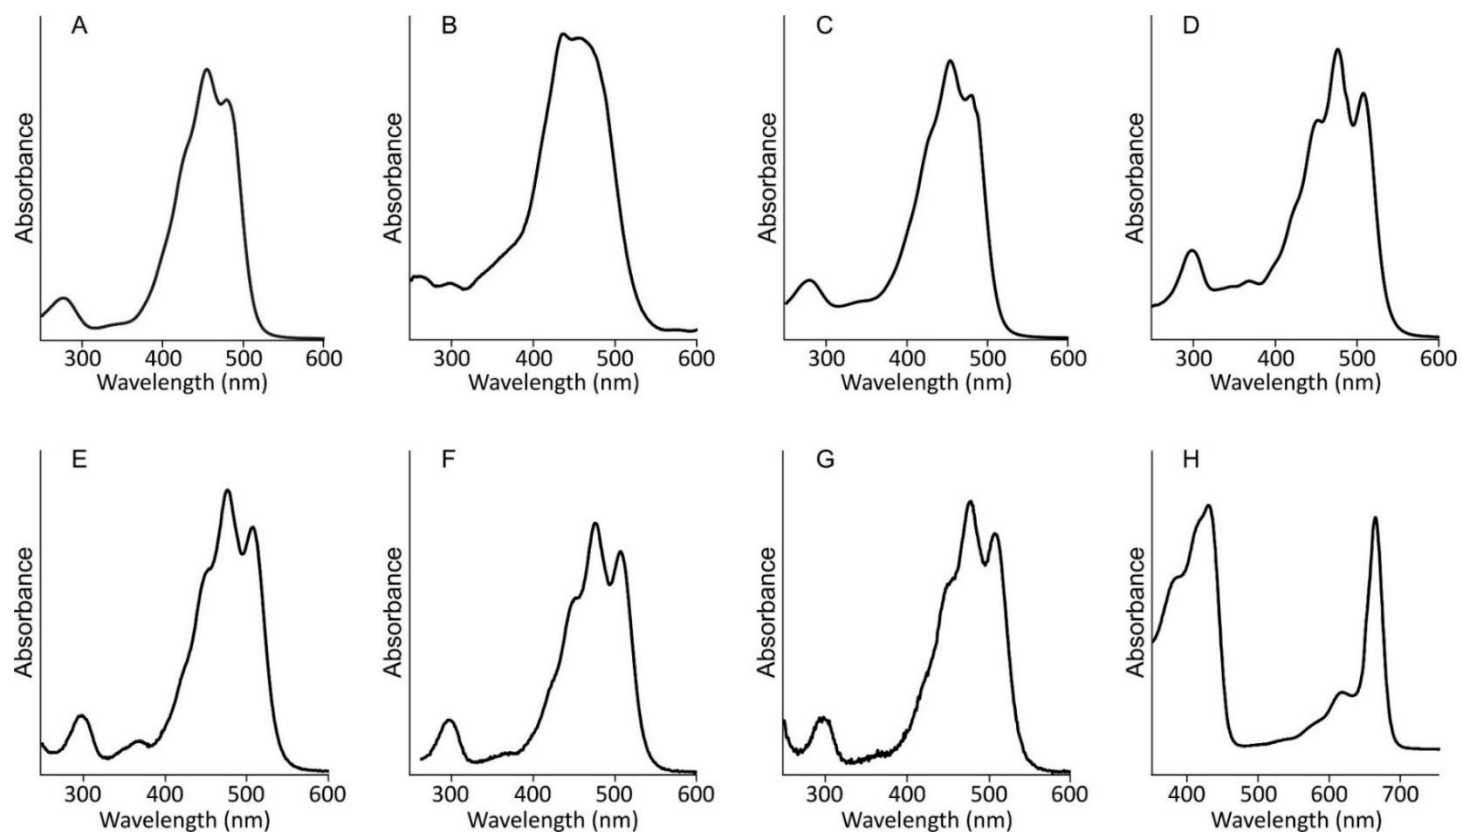 A B C D
Absorbance Absorbance Absorbance Absorbance
300 400 500 600 300 400 500 600 300 400 500 600 300 400 500 600
Wavelength (nm) Wavelength (nm) Wavelength (nm) Wavelength (nm)
E F G H
Absorbance Absorbance Absorbance Absorbance
300 400 500 600 300 400 500 600 300 400 500 600 400 500 600 700
Wavelength (nm) Wavelength (nm) Wavelength (nm) Wavelength (nm)